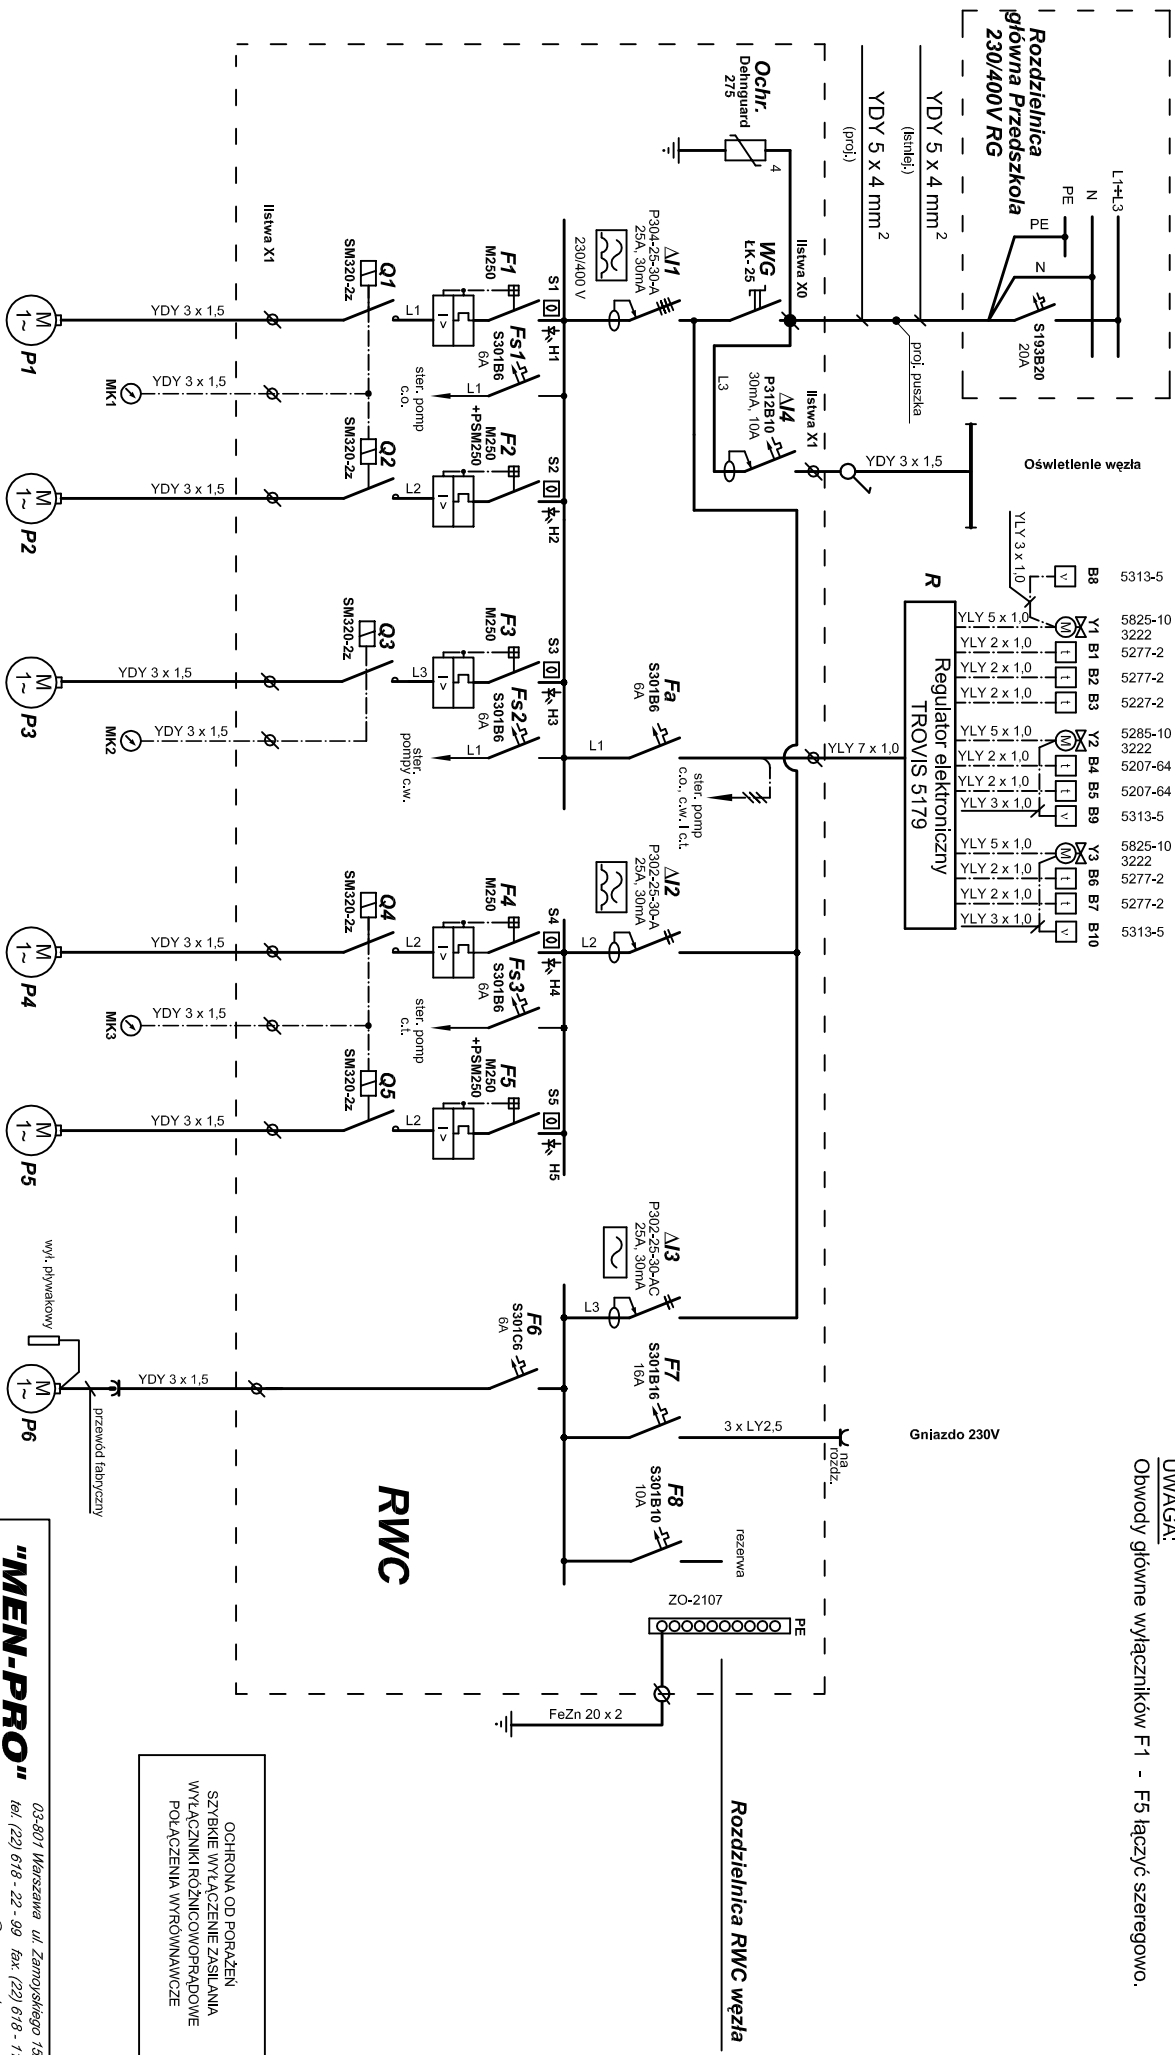 UWAGA:
Obwody główne wyłączników F1 - F5 łączyć szeregowo.
Rozdzielnica
główna Przedszkola
230/400V RG
L1÷L3
N
PE
PE
N
S193B20
20A
YDY 5 x 4 mm2
(istniej.)
YDY 5 x 4 mm2
(proj.)
proj. puszka
Oświetlenie węzła
YDY 3 x 1,5
listwa X1
ΔI4
P312B10
30mA, 10A
L3
listwa X0
WG
ŁK- 25
Ochr.
Dehnguard
275
4
B8 5313-5
YLY 3 x 1,0
Y1 5825-10
3222
B1 5277-2
B2 5277-2
B3 5227-2
Y2 5285-10
3222
B4 5207-64
B5 5207-64
B9 5313-5
Y3 5825-10
3222
B6 5277-2
B7 5277-2
B10 5313-5
v
M
t
t
t
M
t
t
v
M
t
t
v
YLY 5 x 1,0
YLY 2 x 1,0
YLY 2 x 1,0
YLY 2 x 1,0
YLY 5 x 1,0
YLY 2 x 1,0
YLY 2 x 1,0
YLY 3 x 1,0
YLY 5 x 1,0
YLY 2 x 1,0
YLY 2 x 1,0
YLY 3 x 1,0
R
Regulator elektroniczny
TROVIS 5179
YLY 7 x 1,0
ster. pomp
c.o., c.w. i c.t.
Fa
S301B6
6A
L1
ΔI1
P304-25-30-A
25A, 30mA
230/400 V
ΔI2
P302-25-30-A
25A, 30mA
L2
ΔI3
P302-25-30-AC
25A, 30mA
L3
F7
S301B16
16A
3 x LY2,5
na
rozdz.
Gniazdo 230V
F8
S301B10
10A
rezerwa
ZO-2107
PE
FeZn 20 x 2
Rozdzielnica RWC węzła
S1
H1
F1
M250
I>
L1
Fs1
S301B6
6A
L1
ster. pomp
c.o.
S2
H2
F2
M250
+PSM250
I>
L2
S3
H3
F3
M250
I>
L3
Fs2
S301B6
6A
L1
ster.
pompy c.w.
S4
H4
F4
M250
I>
L2
Fs3
S301B6
6A
ster. pomp
c.t.
S5
H5
F5
M250
+PSM250
I>
L2
F6
S301C6
6A
RWC
Q1
SM320-2z
Q2
SM320-2z
Q3
SM320-2z
Q4
SM320-2z
Q5
SM320-2z
listwa X1
YDY 3 x 1,5
YDY 3 x 1,5
YDY 3 x 1,5
YDY 3 x 1,5
YDY 3 x 1,5
YDY 3 x 1,5
YDY 3 x 1,5
YDY 3 x 1,5
YDY 3 x 1,5
MK1
MK2
MK3
M
1~
P1
M
1~
P2
M
1~
P3
M
1~
P4
M
1~
P5
M
1~
P6
wył. pływakowy
przewód fabryczny
OCHRONA OD PORAŻEŃ
SZYBKIE WYŁĄCZENIE ZASILANIA
WYŁĄCZNIKI RÓŻNICOWOPRĄDOWE
POŁĄCZENIA WYRÓWNAWCZE
"MEN-PRO"
03-801 Warszawa ul. Zamoyskiego 15
tel. (22) 618 - 22 - 99 fax. (22) 618 - 1